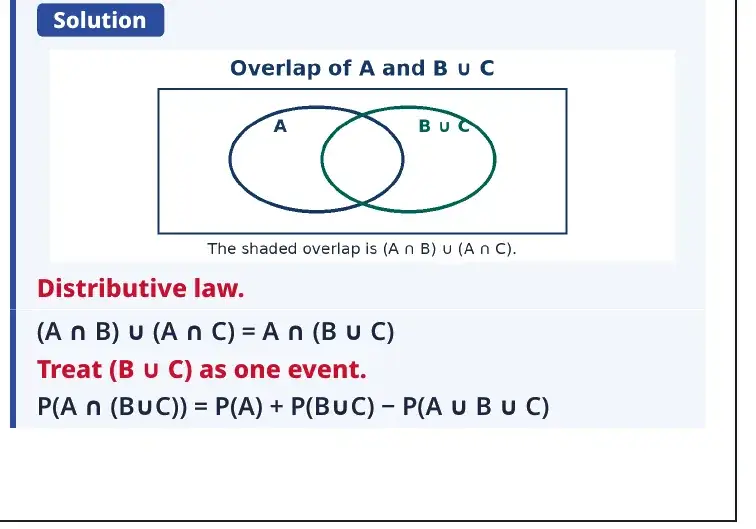 Solution
Overlap of A and B ∪ C
A
B ∪ C
The shaded overlap is (A ∩ B) ∪ (A ∩ C).
Distributive law.
(A ∩ B) ∪ (A ∩ C) = A ∩ (B ∪ C)
Treat (B ∪ C) as one event.
P(A ∩ (B∪C)) = P(A) + P(B∪C) − P(A ∪ B ∪ C)